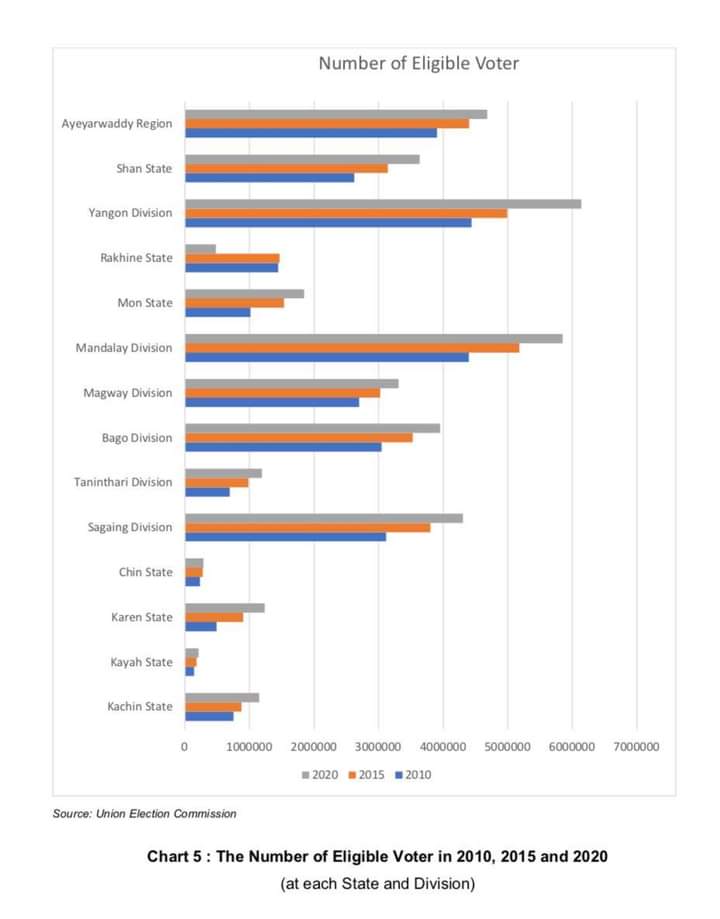 Number of Eligible Voter
Ayeyarwaddy Region
Shan State
Yangon Division
Rakhine State
Mon State
Mandalay Division
Magway Division
Bago Division
Taninthari Division
Sagaing Division
Chin State
Karen State
Kayah State
Kachin State
0 1000000 2000000 3000000 4000000 5000000 6000000 7000000
2020 2015 2010
Source: Union Election Commission
Chart 5 : The Number of Eligible Voter in 2010, 2015 and 2020
(at each State and Division)